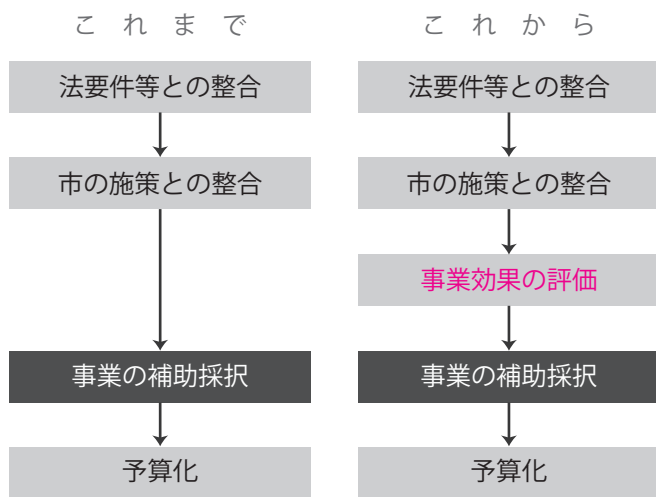 これまで
法要件等との整合
市の施策との整合
事業の補助採択
予算化
これから
法要件等との整合
市の施策との整合
事業効果の評価
事業の補助採択
予算化